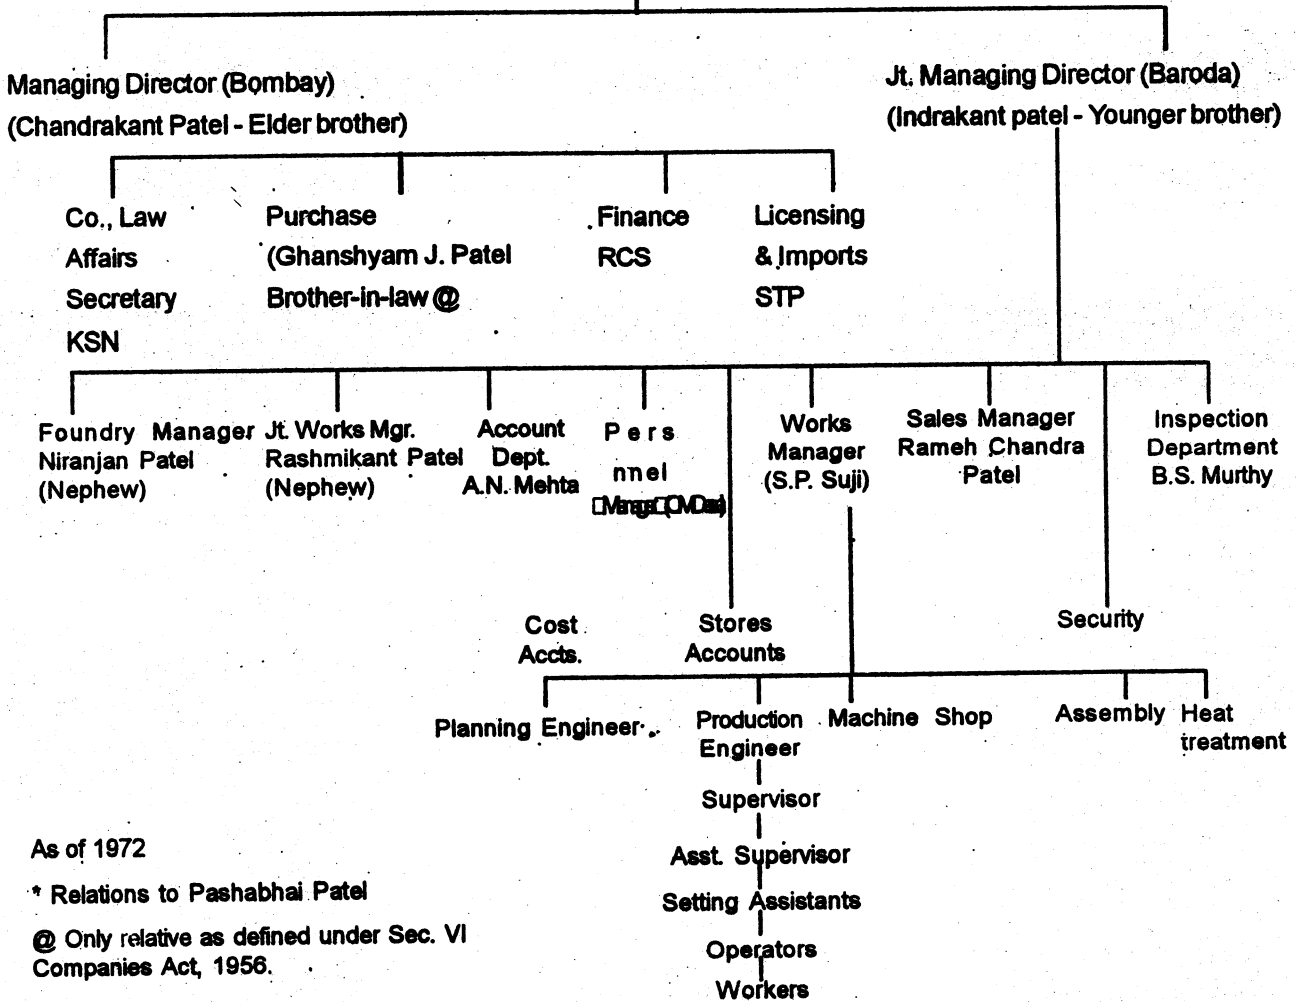 Managing Director (Bombay)
(Chandrakant Patel - Elder brother)
Jt. Managing Director (Baroda)
(Indrakant patel - Younger brother)
Co., Law
Affairs
Secretary
KSN
Purchase
(Ghanshyam J. Patel
Brother-in-law @
Finance
RCS
Licensing
& Imports
STP
Foundry Manager
Niranjan Patel
(Nephew)
Jt. Works Mgr.
Rashmikant Patel
(Nephew)
Account
Dept.
A.N. Mehta
Pers
nnel
Works
Manager
(S.P. Suji)
Sales Manager
Rameh Chandra
Patel
Inspection
Department
B.S. Murthy
Cost
Accts.
Stores
Accounts
Security
Planning Engineer
Production
Engineer
Machine Shop
Assembly
Heat
treatment
Supervisor
Asst. Supervisor
Setting Assistants
Operators
Workers
As of 1972
* Relations to Pashabhai Patel
@ Only relative as defined under Sec. VI
Companies Act, 1956.